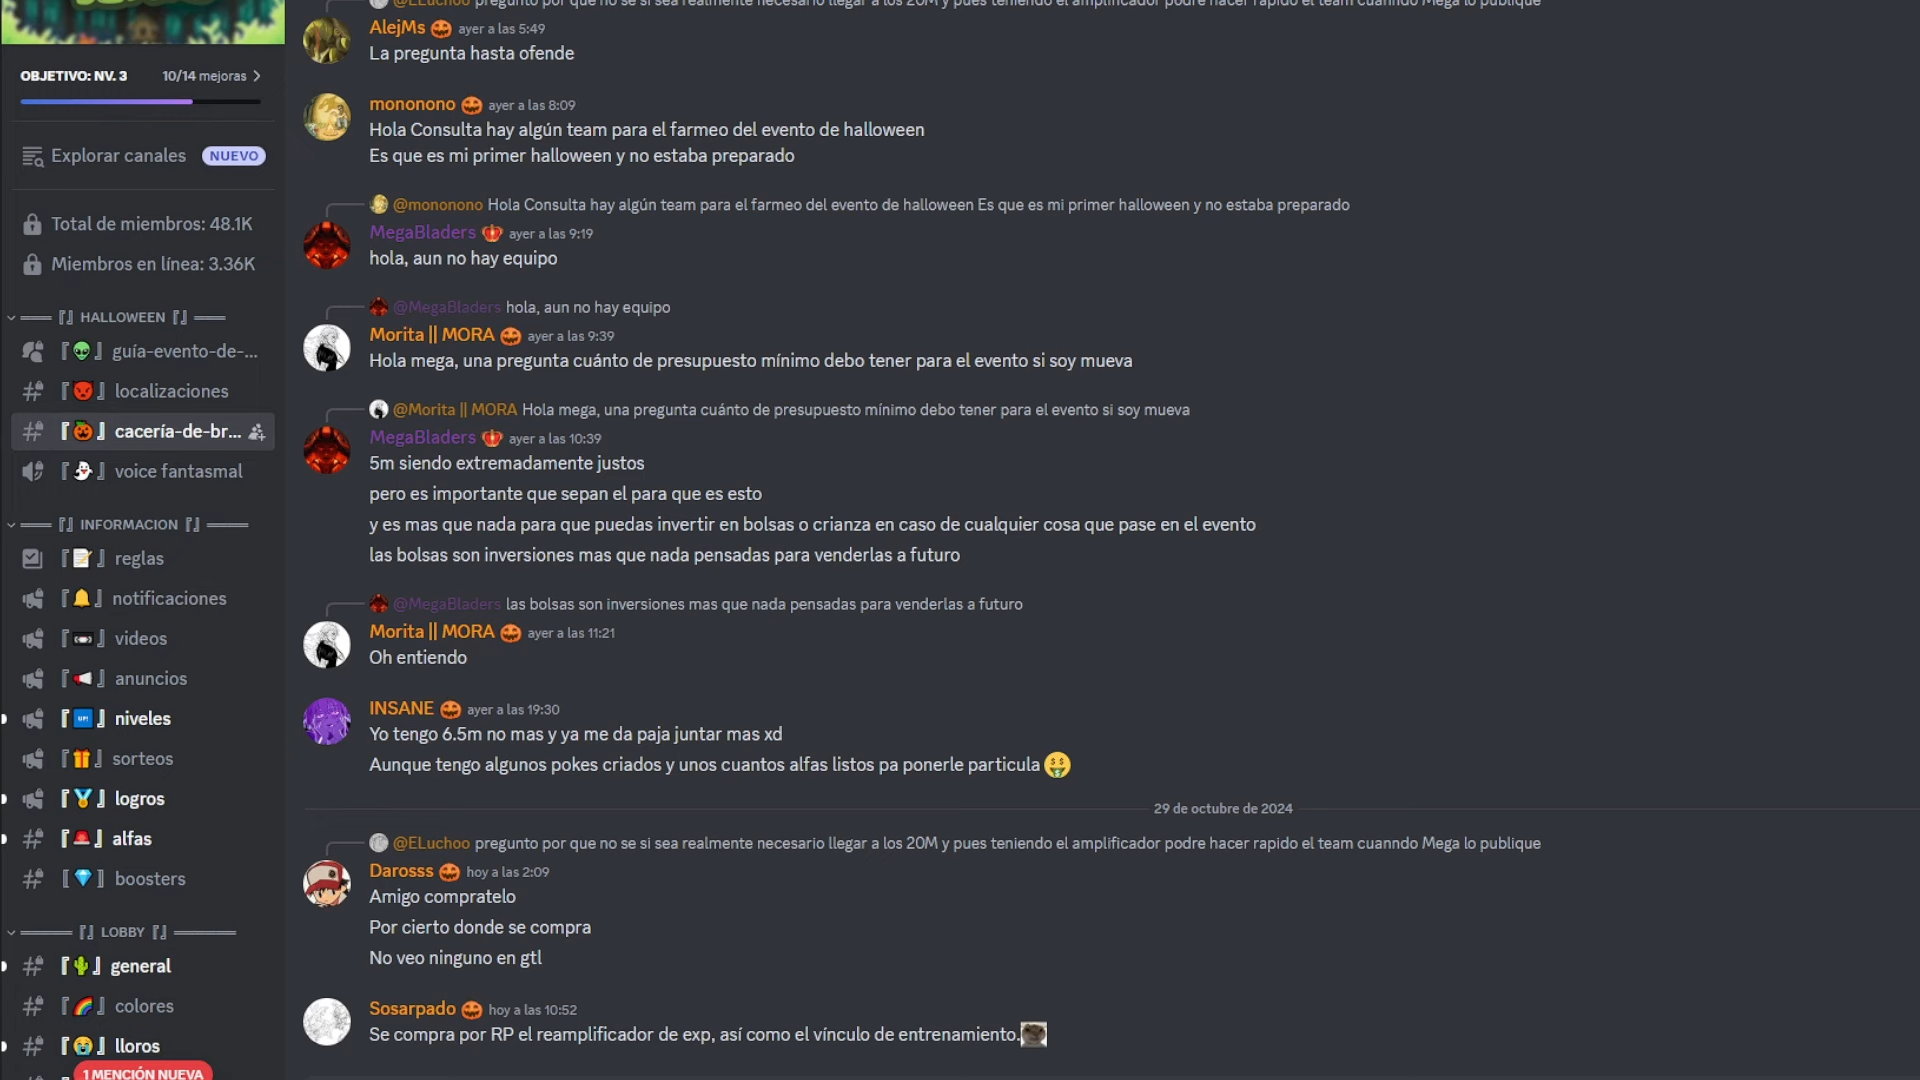 OBJETIVO: NV. 3 10/14 mejoras
Explorar canales NUEVO
Total de miembros: 48.1K
Miembros en línea: 3.36K
HALLOWEEN
guía-evento-de-...
localizaciones
cacería-de-br...
voice fantasmal
INFORMACION
reglas
notificaciones
videos
anuncios
niveles
sorteos
logros
alfas
boosters
LOBBY
general
colores
lloros
1 MENCIÓN NUEVA
@ELuchoo pregunto por que no se si sea realmente necesario llegar a los 20M y pues teniendo el amplificador podre hacer rapido el team cuanndo Mega lo publique
AlejMs ayer a las 5:49
La pregunta hasta ofende
mononono ayer a las 8:09
Hola Consulta hay algún team para el farmeo del evento de halloween
Es que es mi primer halloween y no estaba preparado
@mononono Hola Consulta hay algún team para el farmeo del evento de halloween Es que es mi primer halloween y no estaba preparado
MegaBladers ayer a las 9:19
hola, aun no hay equipo
@MegaBladers hola, aun no hay equipo
Morita || MORA ayer a las 9:39
Hola mega, una pregunta cuánto de presupuesto mínimo debo tener para el evento si soy mueva
@Morita || MORA Hola mega, una pregunta cuánto de presupuesto mínimo debo tener para el evento si soy mueva
MegaBladers ayer a las 10:39
5m siendo extremadamente justos
pero es importante que sepan el para que es esto
y es mas que nada para que puedas invertir en bolsas o crianza en caso de cualquier cosa que pase en el evento
las bolsas son inversiones mas que nada pensadas para venderlas a futuro
@MegaBladers las bolsas son inversiones mas que nada pensadas para venderlas a futuro
Morita || MORA ayer a las 11:21
Oh entiendo
INSANE ayer a las 19:30
Yo tengo 6.5m no mas y ya me da paja juntar mas xd
Aunque tengo algunos pokes criados y unos cuantos alfas listos pa ponerle particula
29 de octubre de 2024
@ELuchoo pregunto por que no se si sea realmente necesario llegar a los 20M y pues teniendo el amplificador podre hacer rapido el team cuanndo Mega lo publique
Darosss hoy a las 2:09
Amigo compratelo
Por cierto donde se compra
No veo ninguno en gtl
Sosarpado hoy a las 10:52
Se compra por RP el reamplificador de exp, así como el vínculo de entrenamiento.